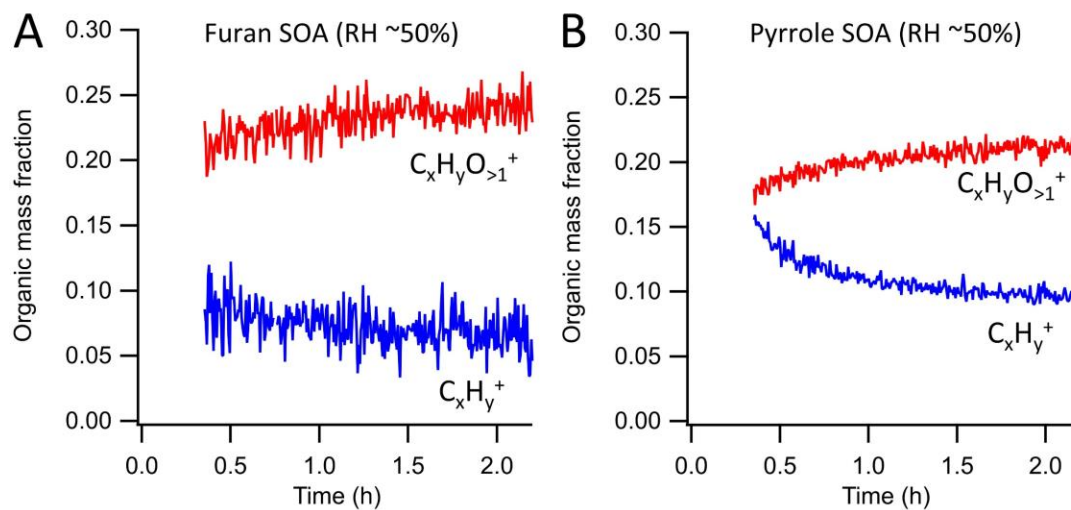 A
Furan SOA (RH ~50%)
Organic mass fraction
0.30
0.25
0.20
0.15
0.10
0.05
0.00
CxHyO>1+
CxHy+
0.0 0.5 1.0 1.5 2.0
Time (h)
B
Pyrrole SOA (RH ~50%)
Organic mass fraction
0.30
0.25
0.20
0.15
0.10
0.05
0.00
CxHyO>1+
CxHy+
0.0 0.5 1.0 1.5 2.0
Time (h)